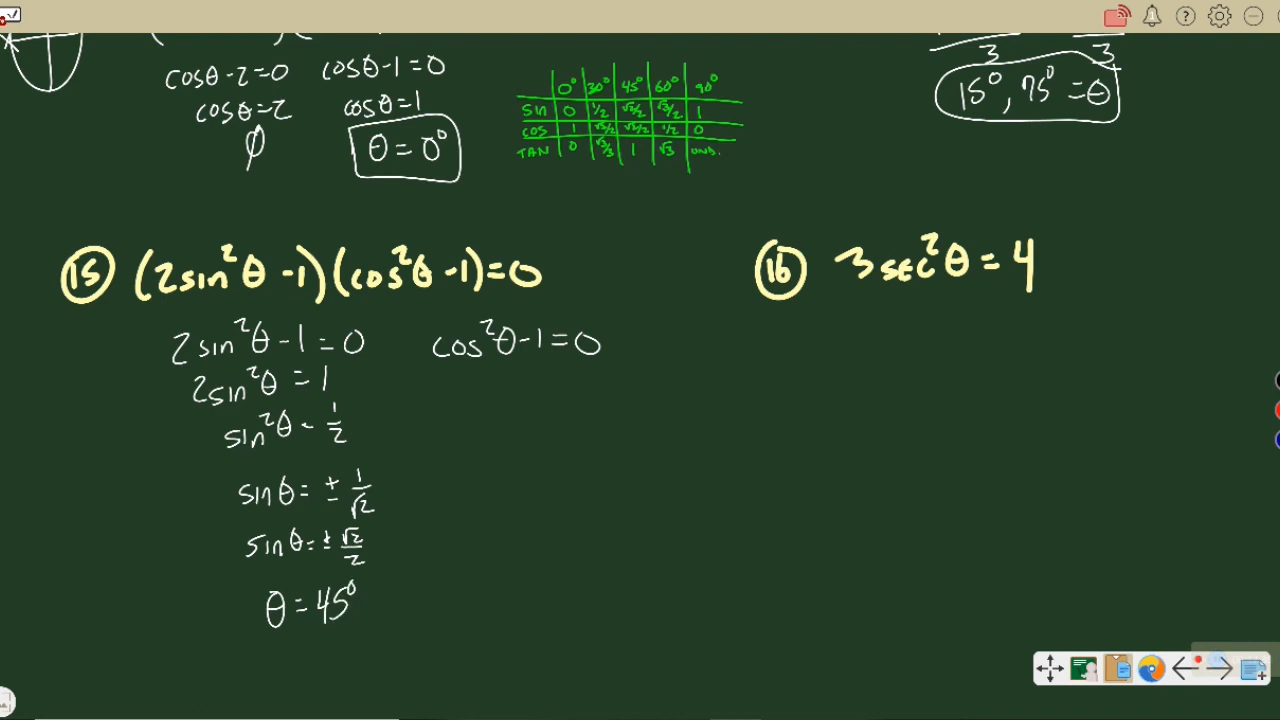 cosθ-2=0 cosθ-1=0
cosθ=2 cosθ=1
∅ θ=0°
0° 30° 45° 60° 90°
sin 0 1/2 √2/2 √3/2 1
cos 1 √3/2 √2/2 1/2 0
TAN 0 √3/3 1 √3 UND.
3 3
15°, 75° =θ
15 (2sin²θ-1)(cos²θ-1)=0
2sin²θ-1=0 cos²θ-1=0
2sin²θ=1
sin²θ=1/2
sinθ=±1/√2
sinθ=±√2/2
θ=45°
16 3sec²θ=4